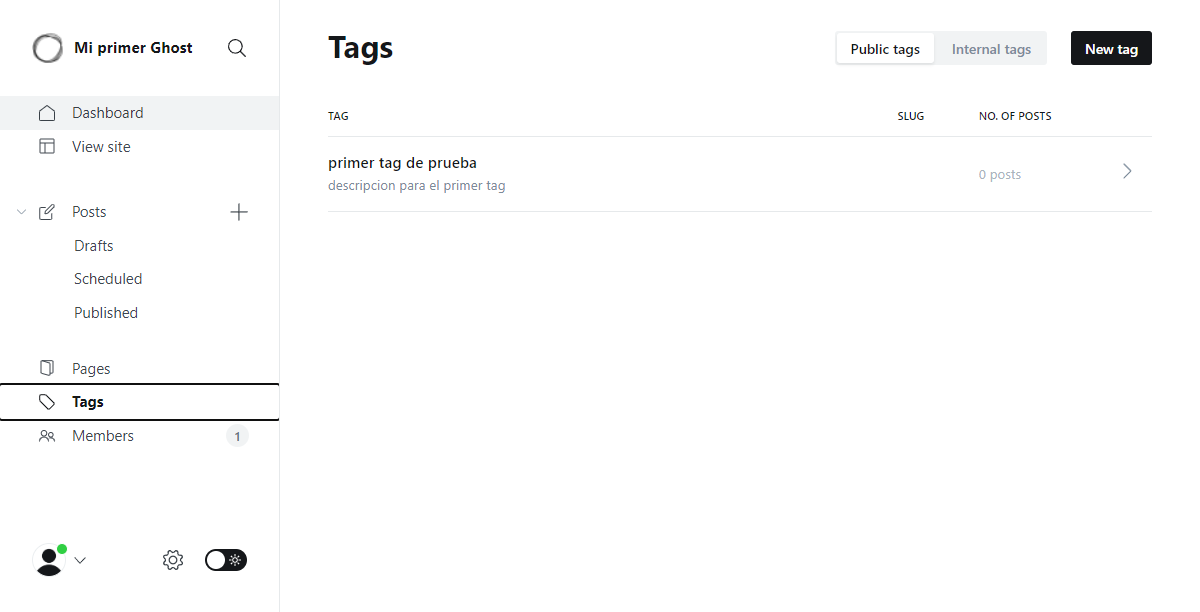 Mi primer Ghost
Dashboard
View site
Posts
Drafts
Scheduled
Published
Pages
Tags
Members 1
Tags
Public tags Internal tags New tag
TAG SLUG NO. OF POSTS
primer tag de prueba
descripcion para el primer tag
0 posts